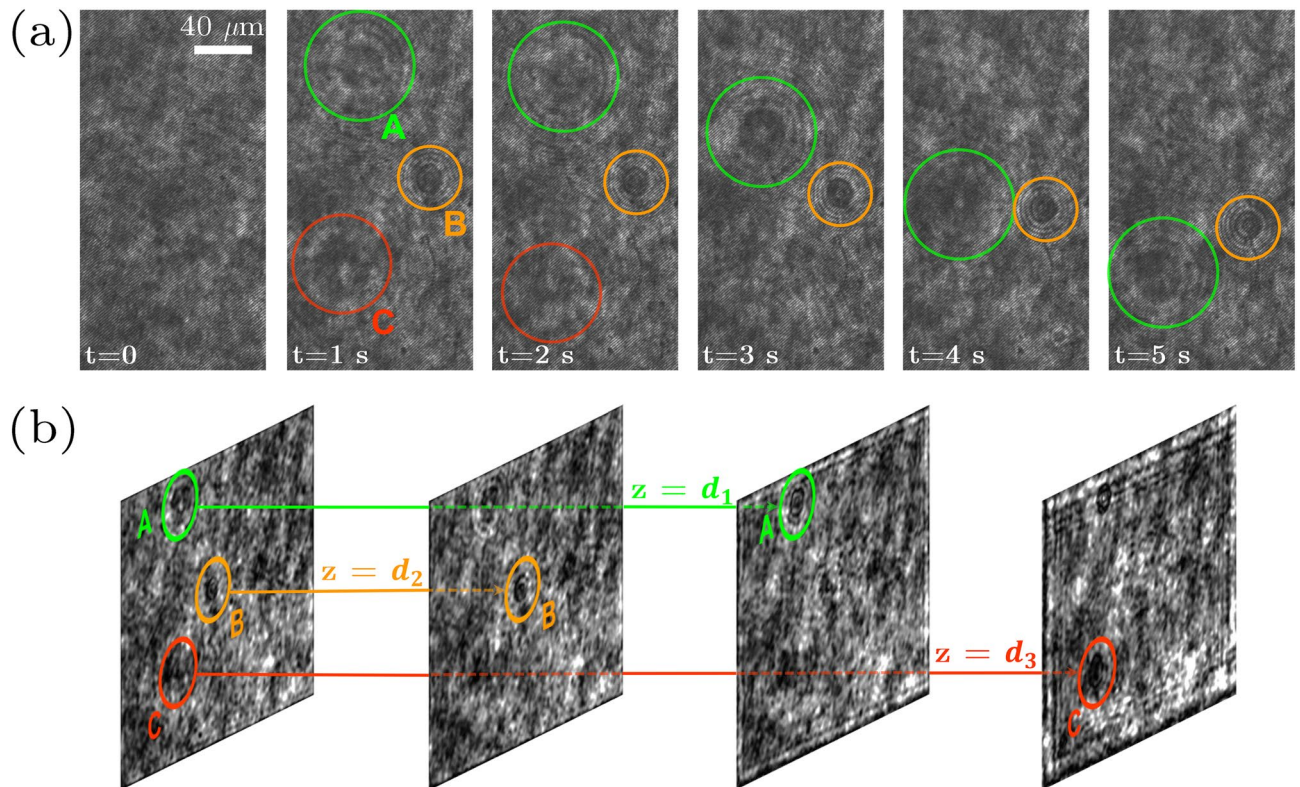 (a)
40 μm
A
B
C
t=0
t=1 s
t=2 s
t=3 s
t=4 s
t=5 s
(b)
z = d₁
A
A
z = d₂
B
B
z = d₃
C
C